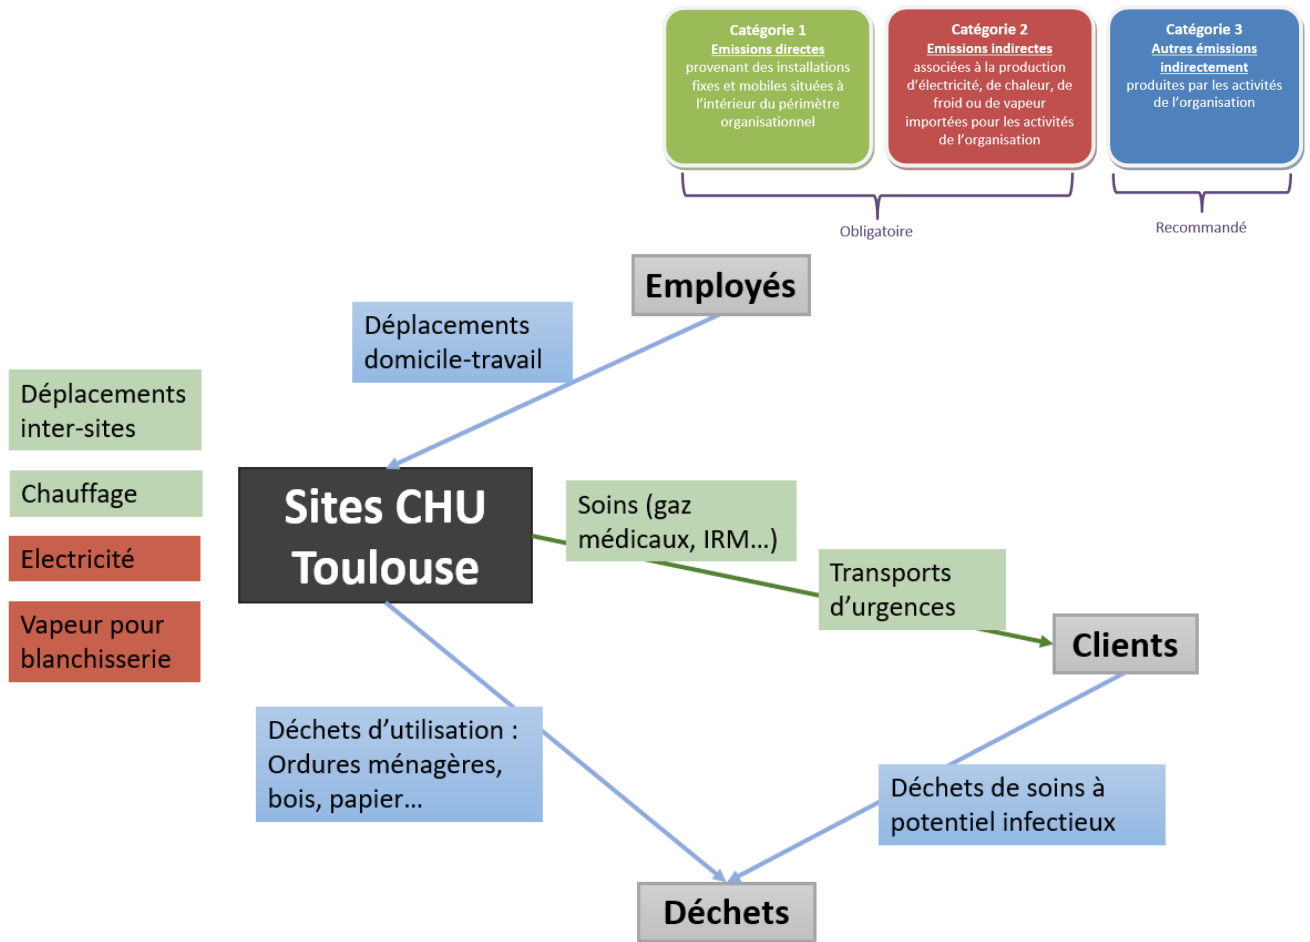 Catégorie 1
Emissions directes
provenant des installations
fixes et mobiles situées à
l'intérieur du périmètre
organisationnel
Catégorie 2
Emissions indirectes
associées à la production
d'électricité, de chaleur, de
froid ou de vapeur
importées pour les activités
de l'organisation
Catégorie 3
Autres émissions
indirectement
produites par les activités
de l'organisation
Obligatoire
Recommandé
Employés
Déplacements
domicile-travail
Déplacements
inter-sites
Chauffage
Electricité
Vapeur pour
blanchisserie
Sites CHU
Toulouse
Soins (gaz
médicaux, IRM…)
Transports
d'urgences
Clients
Déchets d'utilisation :
Ordures ménagères,
bois, papier…
Déchets de soins à
potentiel infectieux
Déchets